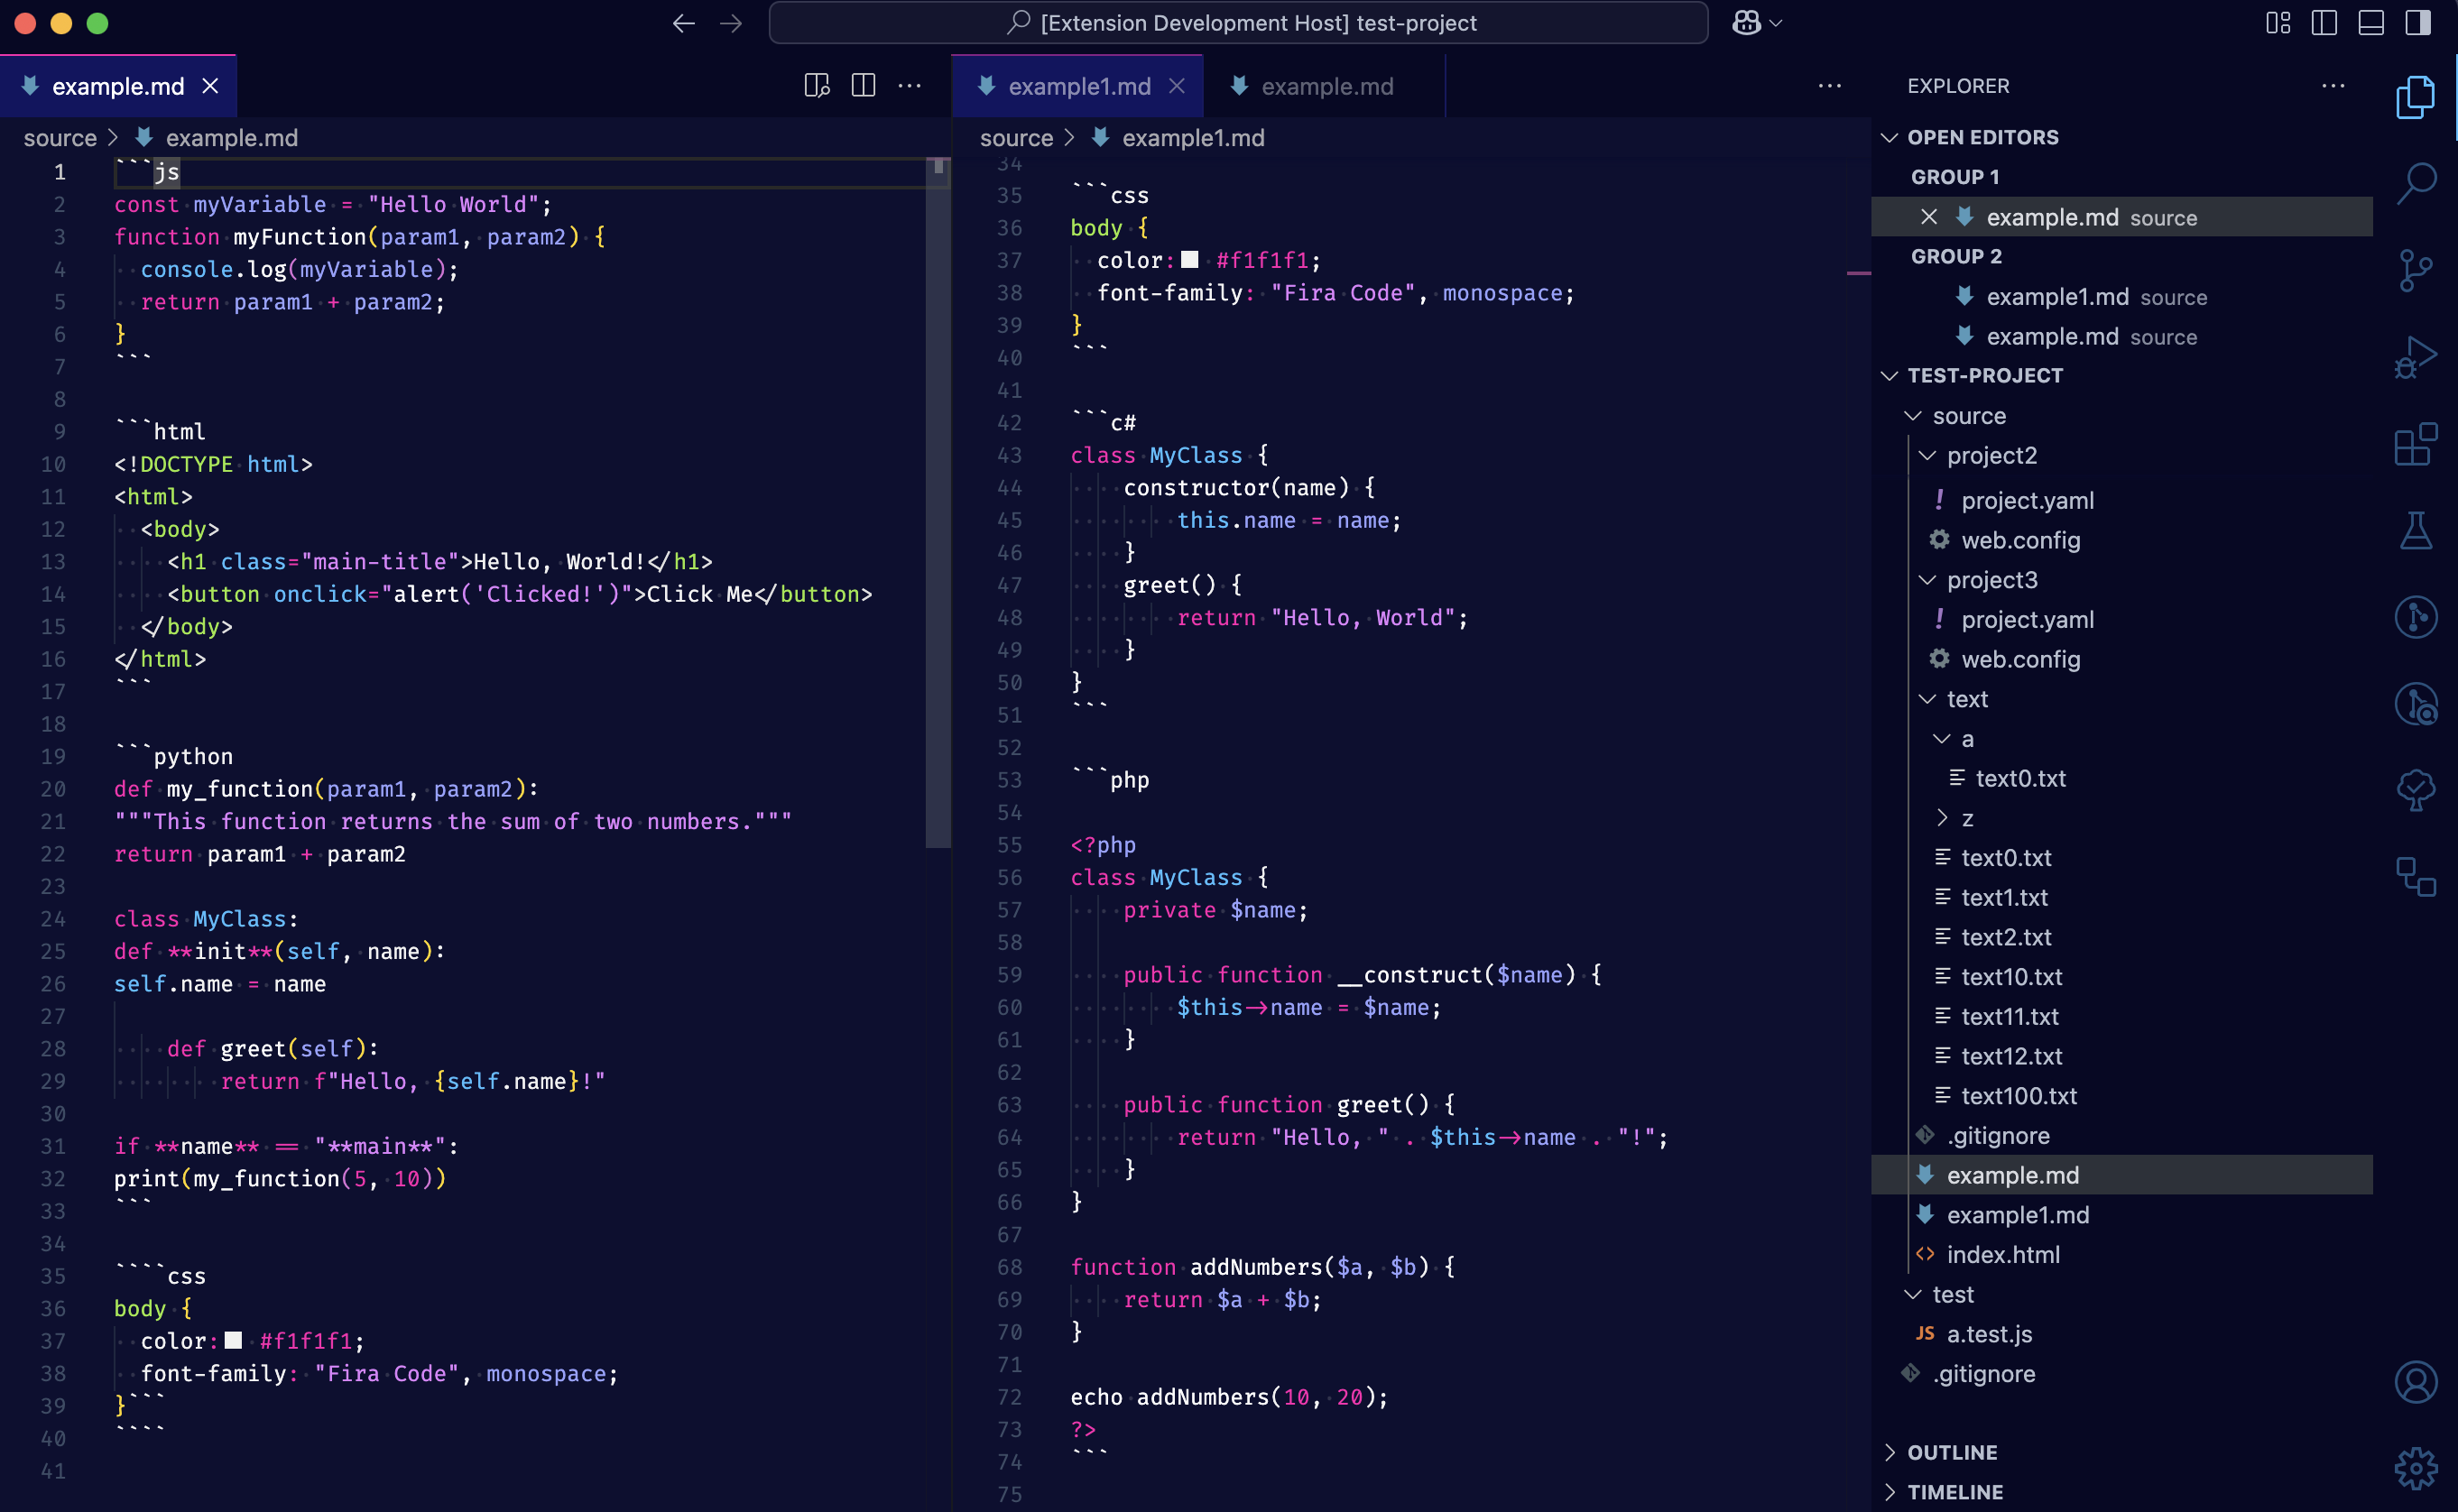 [Extension Development Host] test-project
example.md
source > example.md
1 ```js
2 const myVariable = "Hello World";
3 function myFunction(param1, param2) {
4   console.log(myVariable);
5   return param1 + param2;
6 }
7 ```
8
9 ```html
10 <!DOCTYPE html>
11 <html>
12   <body>
13     <h1 class="main-title">Hello, World!</h1>
14     <button onclick="alert('Clicked!')">Click Me</button>
15   </body>
16 </html>
17 ```
18
19 ```python
20 def my_function(param1, param2):
21 """This function returns the sum of two numbers."""
22 return param1 + param2
23
24 class MyClass:
25 def **init**(self, name):
26 self.name = name
27
28     def greet(self):
29         return f"Hello, {self.name}!"
30
31 if **name** == "**main**":
32 print(my_function(5, 10))
33 ```
34
35 ````css
36 body {
37   color: #f1f1f1;
38   font-family: "Fira Code", monospace;
39 }```
40 ````
41
example1.md example.md
source > example1.md
34
35 ```css
36 body {
37   color: #f1f1f1;
38   font-family: "Fira Code", monospace;
39 }
40 ```
41
42 ```c#
43 class MyClass {
44     constructor(name) {
45         this.name = name;
46     }
47     greet() {
48         return "Hello, World";
49     }
50 }
51 ```
52
53 ```php
54
55 <?php
56 class MyClass {
57     private $name;
58
59     public function __construct($name) {
60         $this->name = $name;
61     }
62
63     public function greet() {
64         return "Hello, " . $this->name . "!";
65     }
66 }
67
68 function addNumbers($a, $b) {
69     return $a + $b;
70 }
71
72 echo addNumbers(10, 20);
73 ?>
74 ```
75
EXPLORER
OPEN EDITORS
GROUP 1
example.md source
GROUP 2
example1.md source
example.md source
TEST-PROJECT
source
project2
! project.yaml
web.config
project3
! project.yaml
web.config
text
a
text0.txt
z
text0.txt
text1.txt
text2.txt
text10.txt
text11.txt
text12.txt
text100.txt
.gitignore
example.md
example1.md
<> index.html
test
JS a.test.js
.gitignore
OUTLINE
TIMELINE